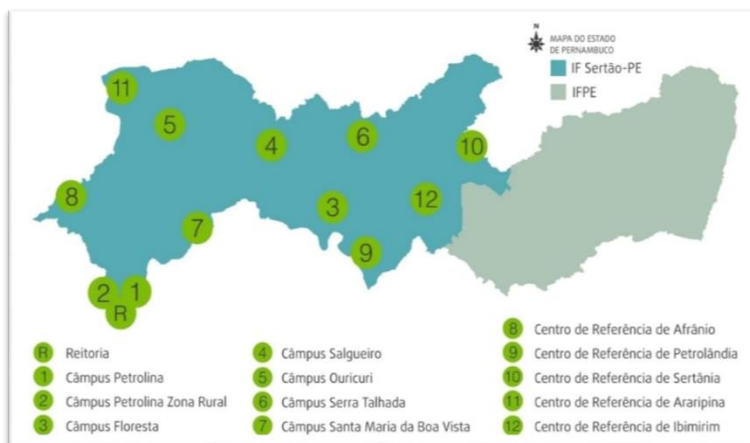 N
MAPA DO ESTADO
DE PERNAMBUCO
IF Sertão-PE
IFPE
11
5
4
6
10
8
3
12
7
9
2
1
R
R Reitoria
1 Câmpus Petrolina
2 Câmpus Petrolina Zona Rural
3 Câmpus Floresta
4 Câmpus Salgueiro
5 Câmpus Ouricuri
6 Câmpus Serra Talhada
7 Câmpus Santa Maria da Boa Vista
8 Centro de Referência de Afrânio
9 Centro de Referência de Petrolândia
10 Centro de Referência de Sertânia
11 Centro de Referência de Araripina
12 Centro de Referência de Ibimirim